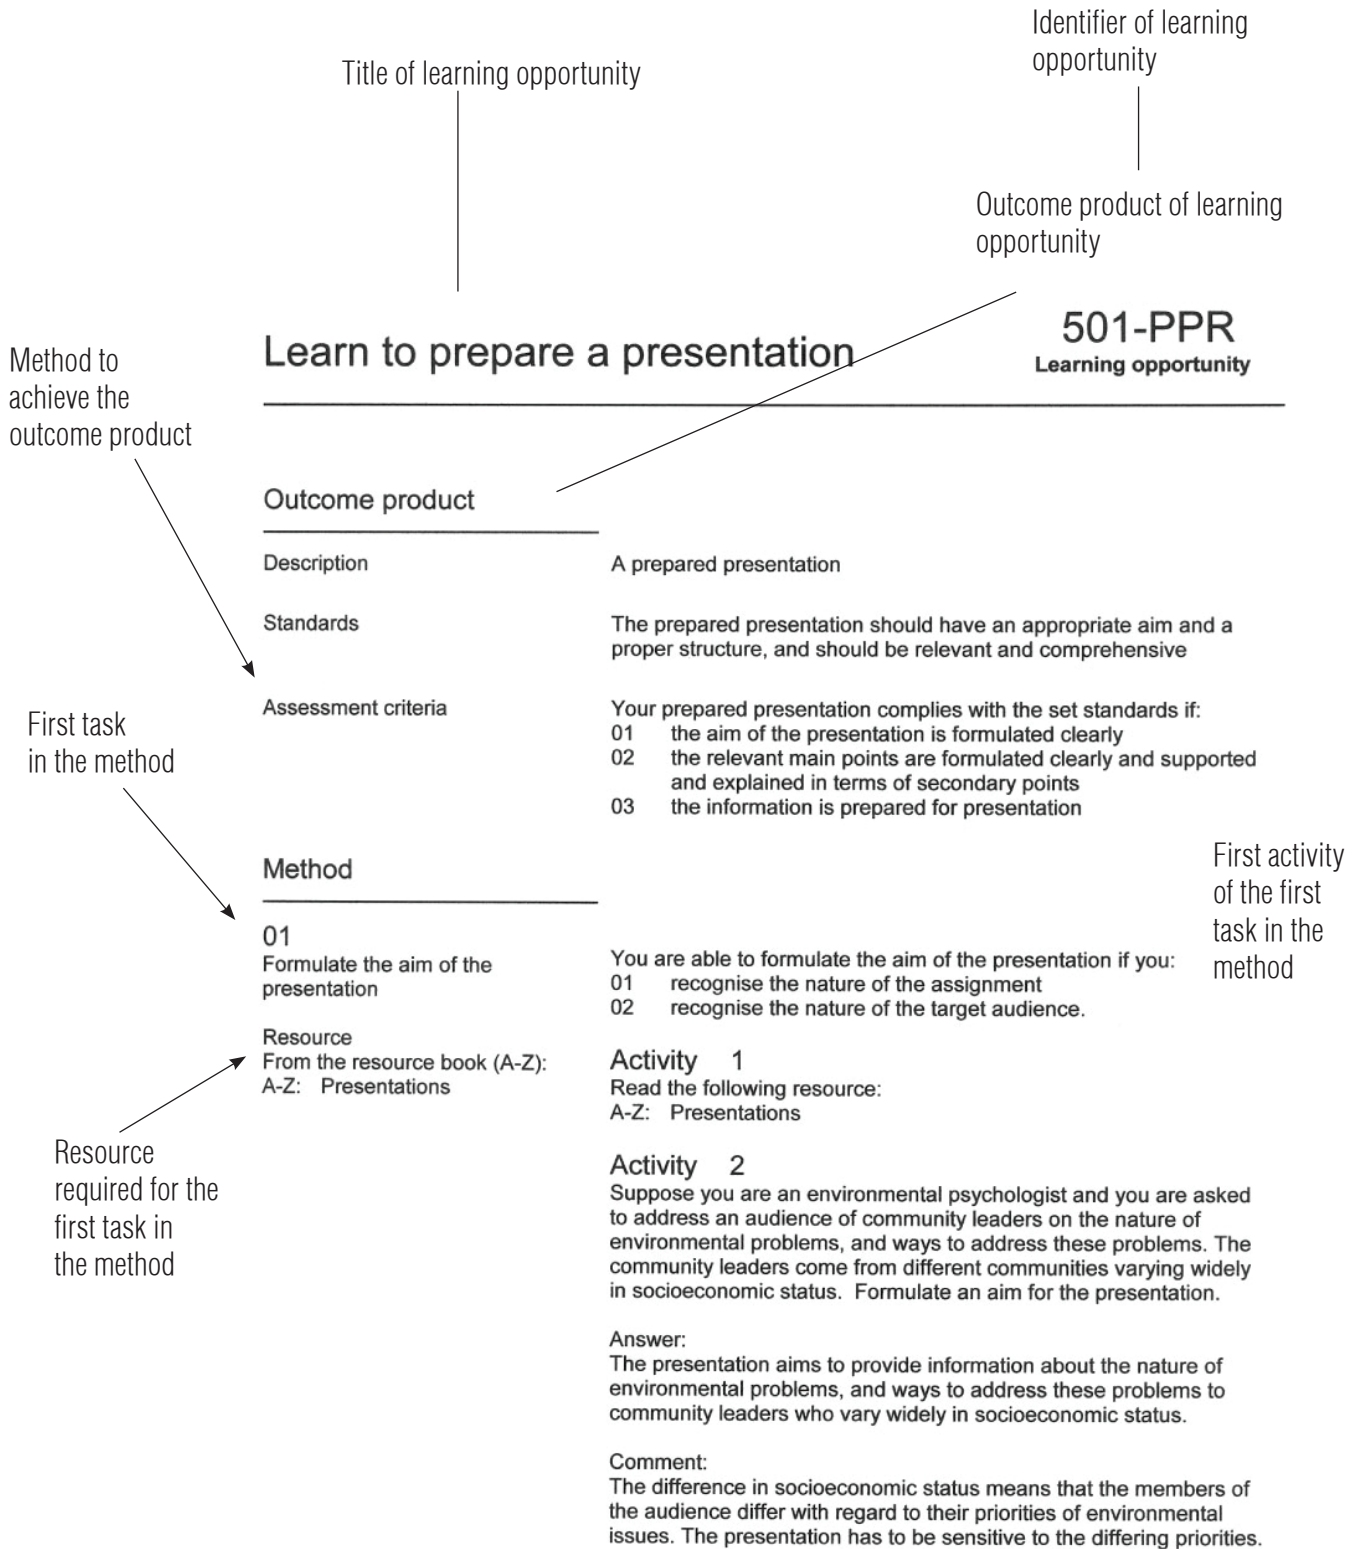 Identifier of learning
opportunity
Title of learning opportunity
Outcome product of learning
opportunity
501-PPR
Learn to prepare a presentation
Learning opportunity
Method to
achieve the
outcome product
Outcome product
Description
A prepared presentation
Standards
The prepared presentation should have an appropriate aim and a
proper structure, and should be relevant and comprehensive
Assessment criteria
Your prepared presentation complies with the set standards if:
01 the aim of the presentation is formulated clearly
02 the relevant main points are formulated clearly and supported
and explained in terms of secondary points
03 the information is prepared for presentation
First task
in the method
Method
First activity
of the first
task in the
method
01
Formulate the aim of the
presentation
You are able to formulate the aim of the presentation if you:
01 recognise the nature of the assignment
02 recognise the nature of the target audience.
Resource
From the resource book (A-Z):
A-Z: Presentations
Activity 1
Read the following resource:
A-Z: Presentations
Resource
required for the
first task in
the method
Activity 2
Suppose you are an environmental psychologist and you are asked
to address an audience of community leaders on the nature of
environmental problems, and ways to address these problems. The
community leaders come from different communities varying widely
in socioeconomic status. Formulate an aim for the presentation.
Answer:
The presentation aims to provide information about the nature of
environmental problems, and ways to address these problems to
community leaders who vary widely in socioeconomic status.
Comment:
The difference in socioeconomic status means that the members of
the audience differ with regard to their priorities of environmental
issues. The presentation has to be sensitive to the differing priorities.